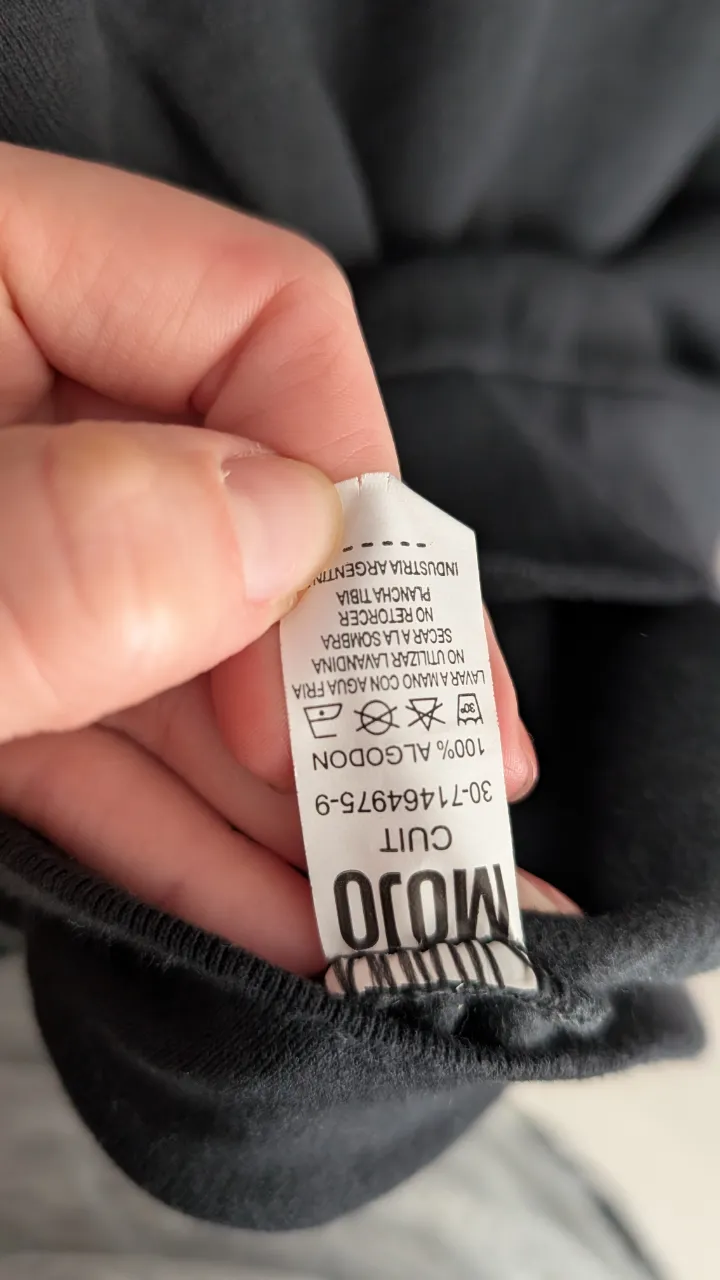 MOJO
CUIT
30-71464975-9
100% ALGODON
30°
LAVAR A MANO CON AGUA FRIA
NO UTILIZAR LAVANDINA
SECAR A LA SOMBRA
NO RETORCER
PLANCHA TIBIA
INDUSTRIA